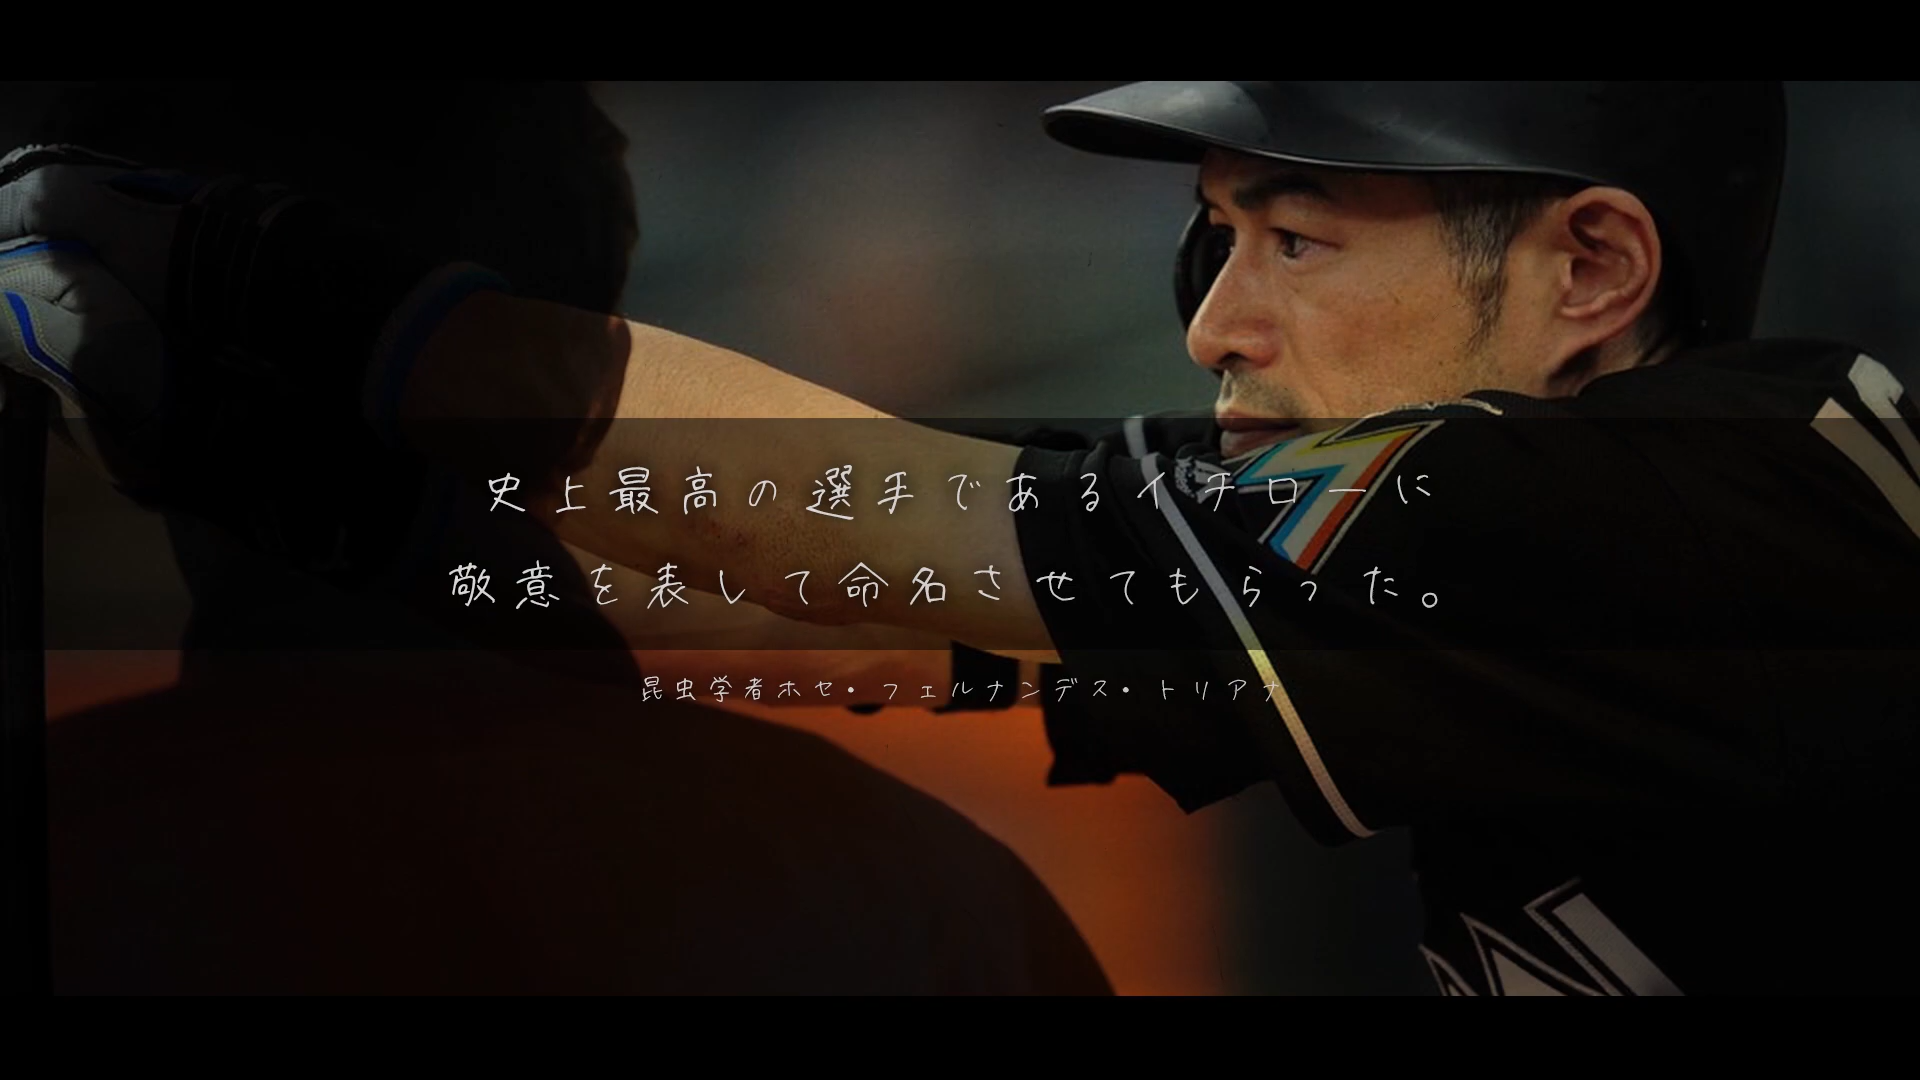 史上最高の選手であるイチローに
敬意を表して命名させてもらった。
昆虫学者ホセ・フェルナンデス・トリアナ